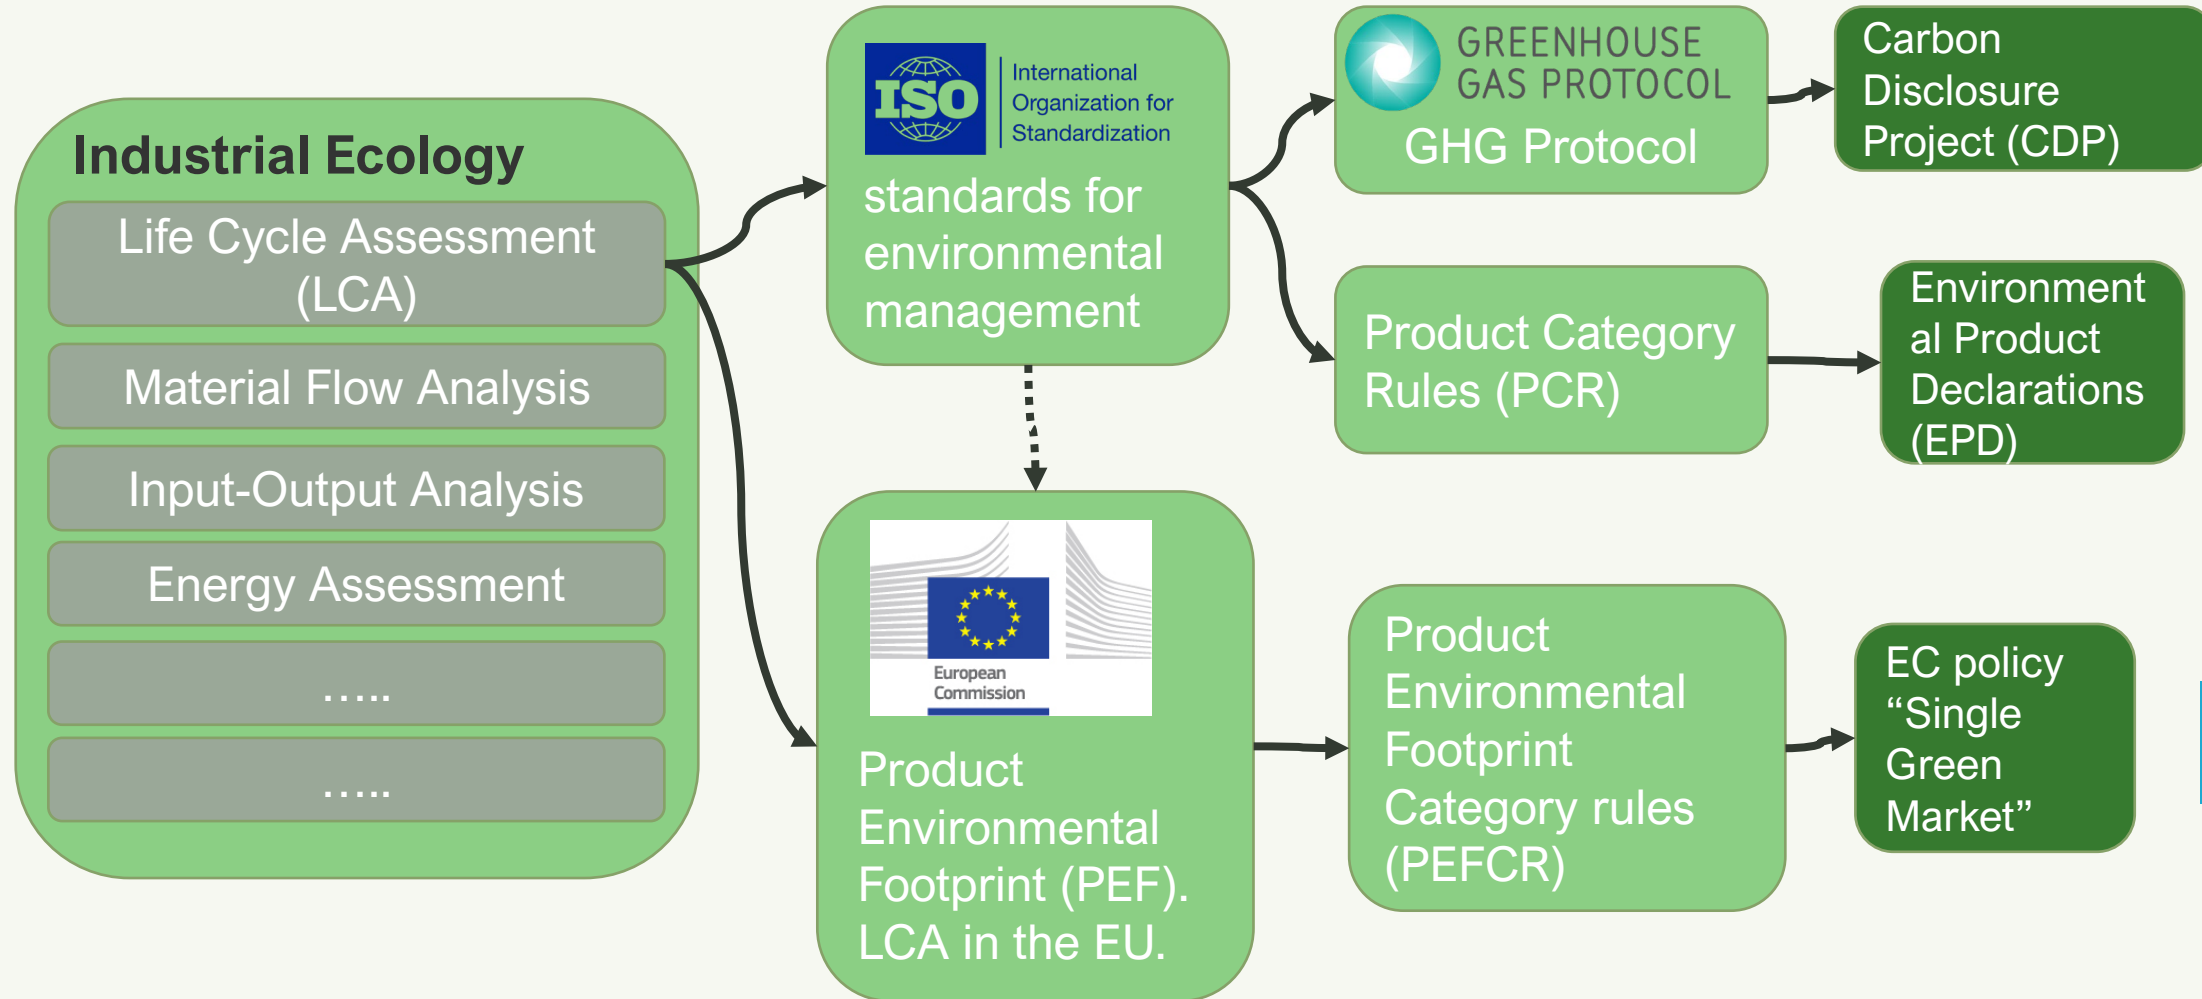 Industrial Ecology
Life Cycle Assessment
(LCA)
Material Flow Analysis
Input-Output Analysis
Energy Assessment
.....
.....
ISO
International
Organization for
Standardization
standards for
environmental
management
European
Commission
Product
Environmental
Footprint (PEF).
LCA in the EU.
GREENHOUSE
GAS PROTOCOL
GHG Protocol
Carbon
Disclosure
Project (CDP)
Product Category
Rules (PCR)
Environment
al Product
Declarations
(EPD)
Product
Environmental
Footprint
Category rules
(PEFCR)
EC policy
“Single
Green
Market”